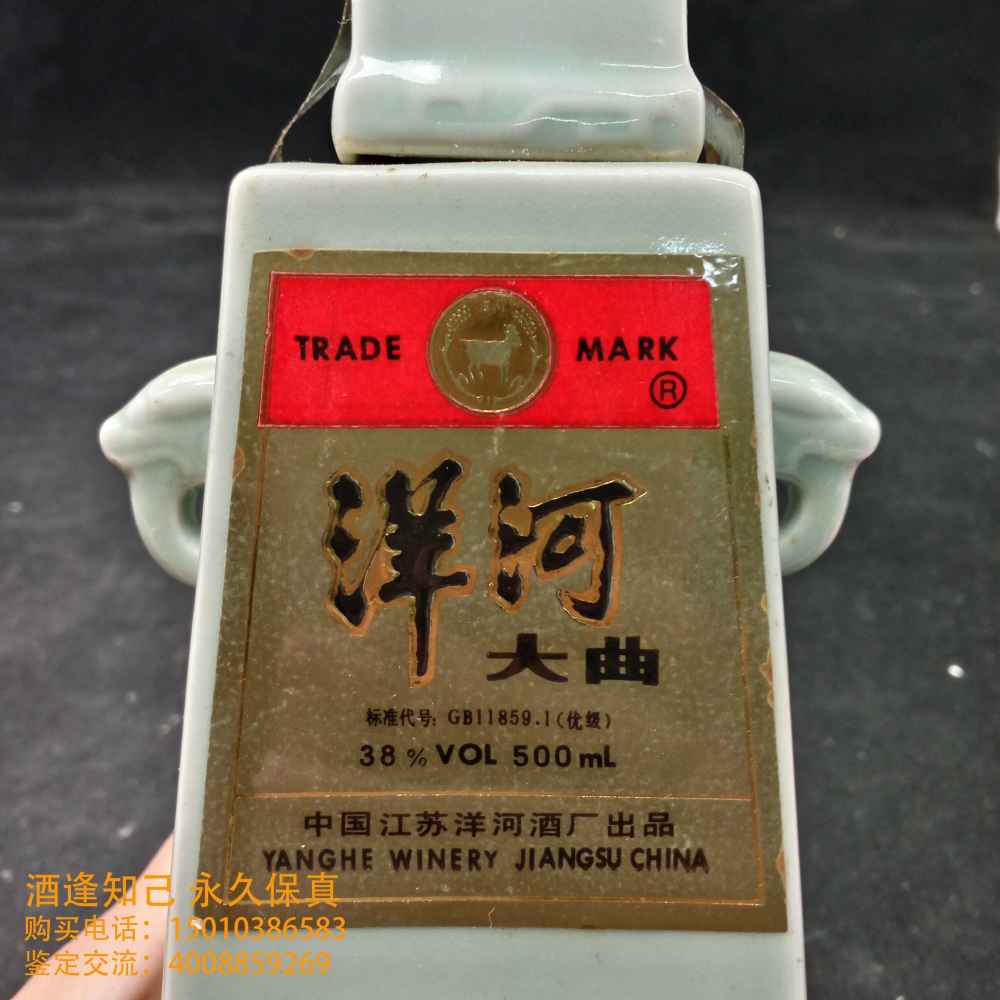 TRADE MARK
®
洋河
大曲
标准代号: GB11859.1(优级)
38% VOL 500mL
中国江苏洋河酒厂出品
YANGHE WINERY JIANGSU CHINA
酒逢知己 永久保真
购买电话：15010386583
鉴定交流：4008859269